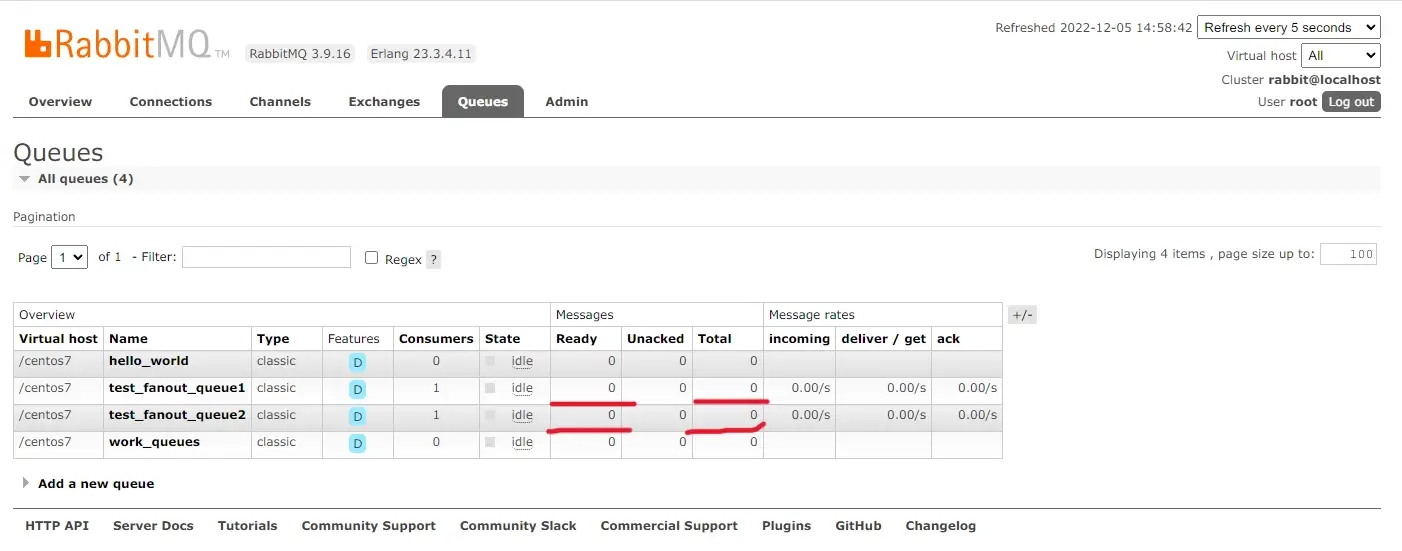 Refreshed 2022-12-05 14:58:42 Refresh every 5 seconds
RabbitMQ TM RabbitMQ 3.9.16 Erlang 23.3.4.11
Virtual host All
Cluster rabbit@localhost
User root Log out
Overview Connections Channels Exchanges Queues Admin
Queues
All queues (4)
Pagination
Page 1 of 1 - Filter: Regex ? Displaying 4 items , page size up to: 100
Overview Messages Message rates +/-
Virtual host Name Type Features Consumers State Ready Unacked Total incoming deliver / get ack
/centos7 hello_world classic D 0 idle 0 0 0
/centos7 test_fanout_queue1 classic D 1 idle 0 0 0 0.00/s 0.00/s 0.00/s
/centos7 test_fanout_queue2 classic D 1 idle 0 0 0 0.00/s 0.00/s 0.00/s
/centos7 work_queues classic D 0 idle 0 0 0
Add a new queue
HTTP API Server Docs Tutorials Community Support Community Slack Commercial Support Plugins GitHub Changelog